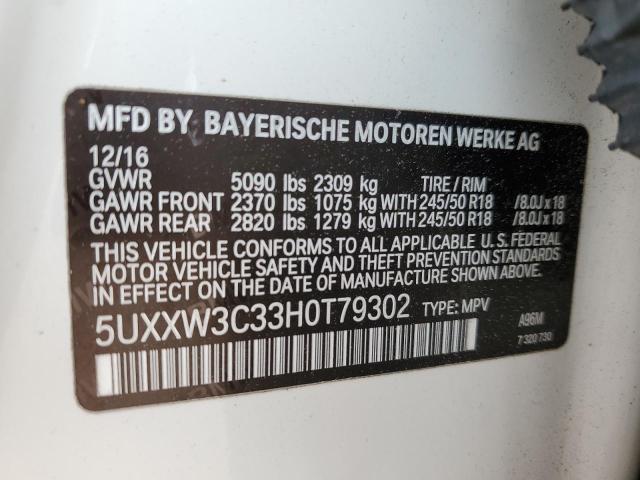 MFD BY BAYERISCHE MOTOREN WERKE AG
12/16
GVWR 5090 lbs 2309 kg TIRE / RIM
GAWR FRONT 2370 lbs 1075 kg WITH 245/50 R18 /8.0J x 18
GAWR REAR 2820 lbs 1279 kg WITH 245/50 R18 /8.0J x 18
THIS VEHICLE CONFORMS TO ALL APPLICABLE U.S. FEDERAL
MOTOR VEHICLE SAFETY AND THEFT PREVENTION STANDARDS
IN EFFECT ON THE DATE OF MANUFACTURE SHOWN ABOVE.
5UXXW3C33H0T79302 TYPE: MPV A96M
7 320 730